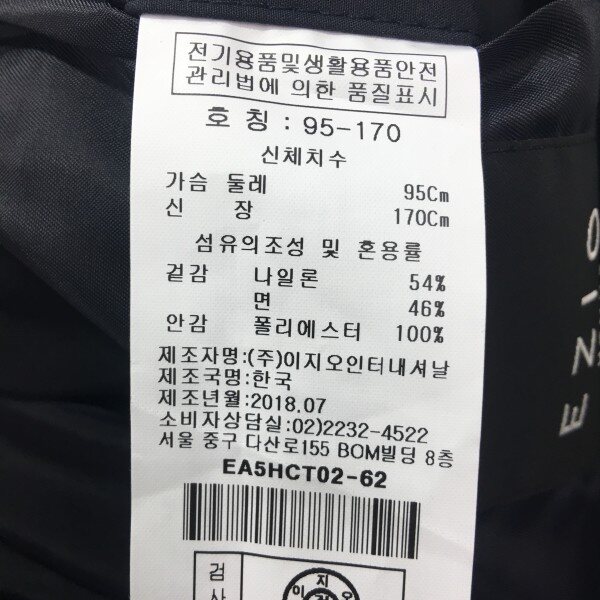 전기용품및생활용품안전
관리법에 의한 품질표시
호 칭 : 95-170
신체치수
가슴 둘레 95Cm
신 장 170Cm
섬유의조성 및 혼용률
겉감 나일론 54%
면 46%
안감 폴리에스터 100%
제조자명:(주)이지오인터내셔날
제조국명:한국
제조년월:2018.07
소비자상담실:02)2232-4522
서울 중구 다산로155 BOM빌딩 8층
EA5HCT02-62
검
사
이지오
EZIO